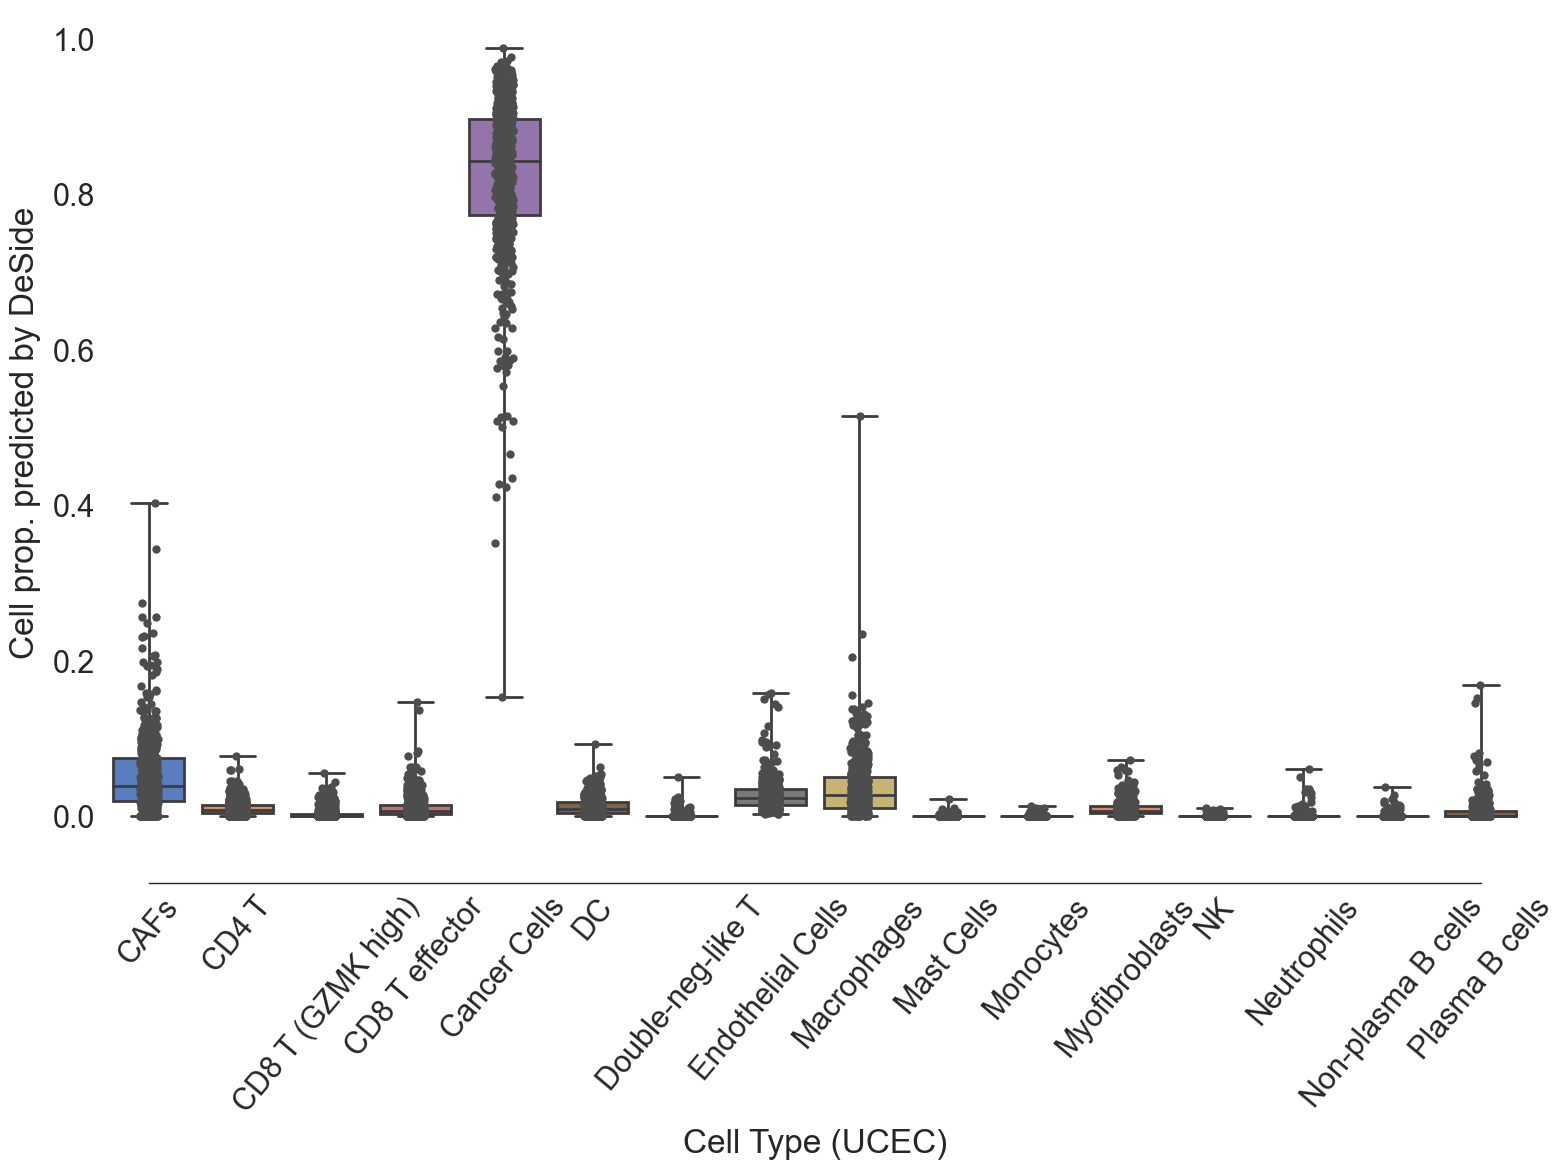 Cell prop. predicted by DeSide
1.0
0.8
0.6
0.4
0.2
0.0
CAFs
CD4 T
CD8 T (GZMK high)
CD8 T effector
Cancer Cells
DC
Double-neg-like T
Endothelial Cells
Macrophages
Mast Cells
Monocytes
Myofibroblasts
NK
Neutrophils
Non-plasma B cells
Plasma B cells
Cell Type (UCEC)